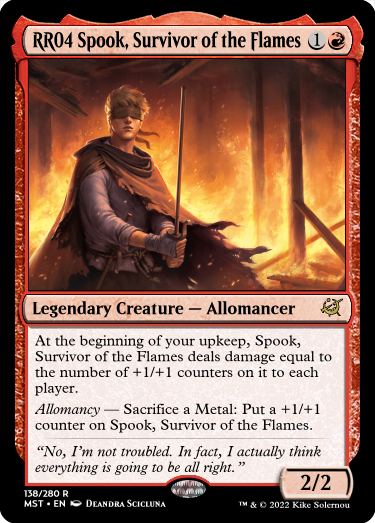 RR04 Spook, Survivor of the Flames 1
Legendary Creature — Allomancer
At the beginning of your upkeep, Spook,
Survivor of the Flames deals damage equal to
the number of +1/+1 counters on it to each
player.
Allomancy — Sacrifice a Metal: Put a +1/+1
counter on Spook, Survivor of the Flames.
“No, I'm not troubled. In fact, I actually think
everything is going to be all right.”
2/2
138/280 R
MST • EN DEANDRA SCICLUNA
™ & © 2022 Kike Solernou